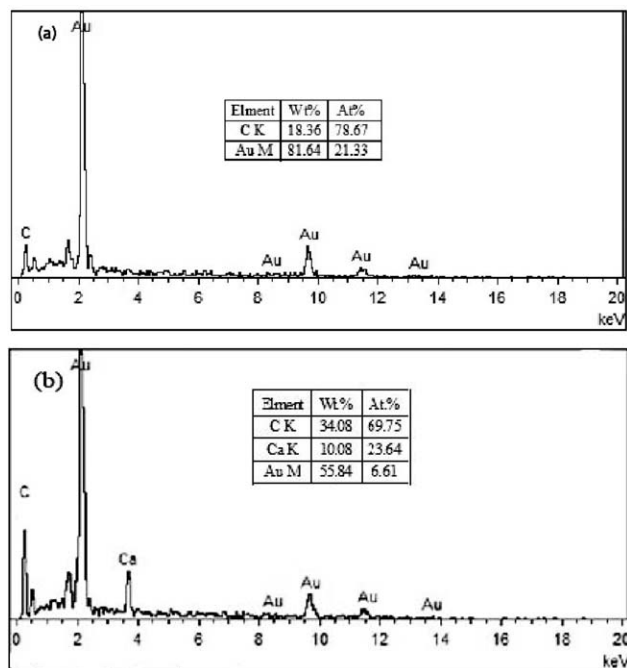 (a)
Au
Elment Wt% At%
C K 18.36 78.67
Au M 81.64 21.33
C
Au
Au
Au
Au
0 2 4 6 8 10 12 14 16 18 20
keV
(b)
Au
Elment Wt.% At.%
C K 34.08 69.75
Ca K 10.08 23.64
Au M 55.84 6.61
C
Ca
Au
Au
Au
Au
0 2 4 6 8 10 12 14 16 18 20
keV